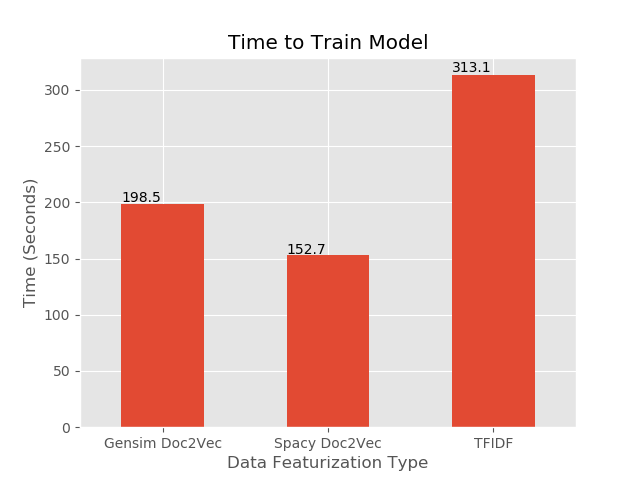 Time to Train Model
313.1
198.5
152.7
300
250
200
150
100
50
0
Time (Seconds)
Gensim Doc2Vec
Spacy Doc2Vec
TFIDF
Data Featurization Type